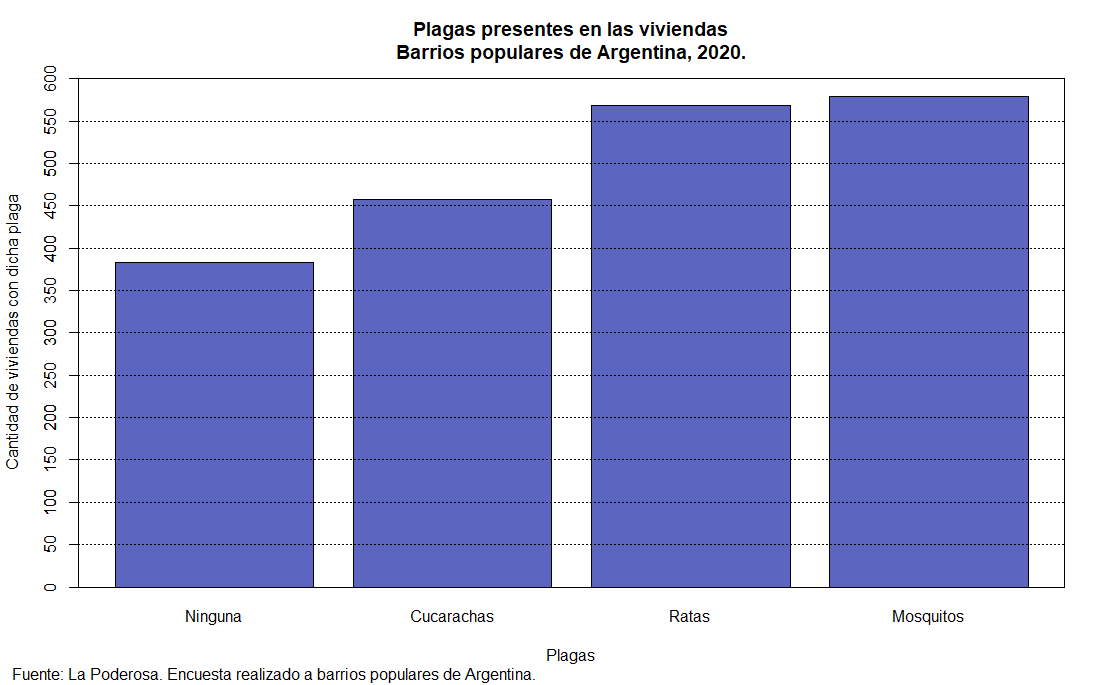 Plagas presentes en las viviendas
Barrios populares de Argentina, 2020.
Cantidad de viviendas con dicha plaga
600
550
500
450
400
350
300
250
200
150
100
50
0
Ninguna
Cucarachas
Ratas
Mosquitos
Plagas
Fuente: La Poderosa. Encuesta realizado a barrios populares de Argentina.